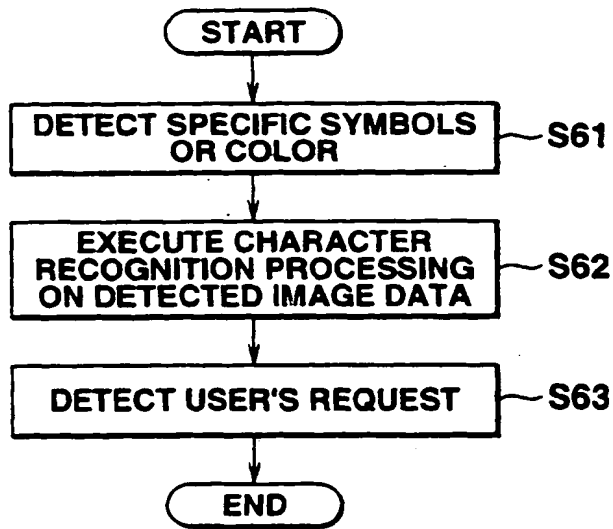 START
DETECT SPECIFIC SYMBOLS
OR COLOR
S61
EXECUTE CHARACTER
RECOGNITION PROCESSING
ON DETECTED IMAGE DATA
S62
DETECT USER'S REQUEST
S63
END